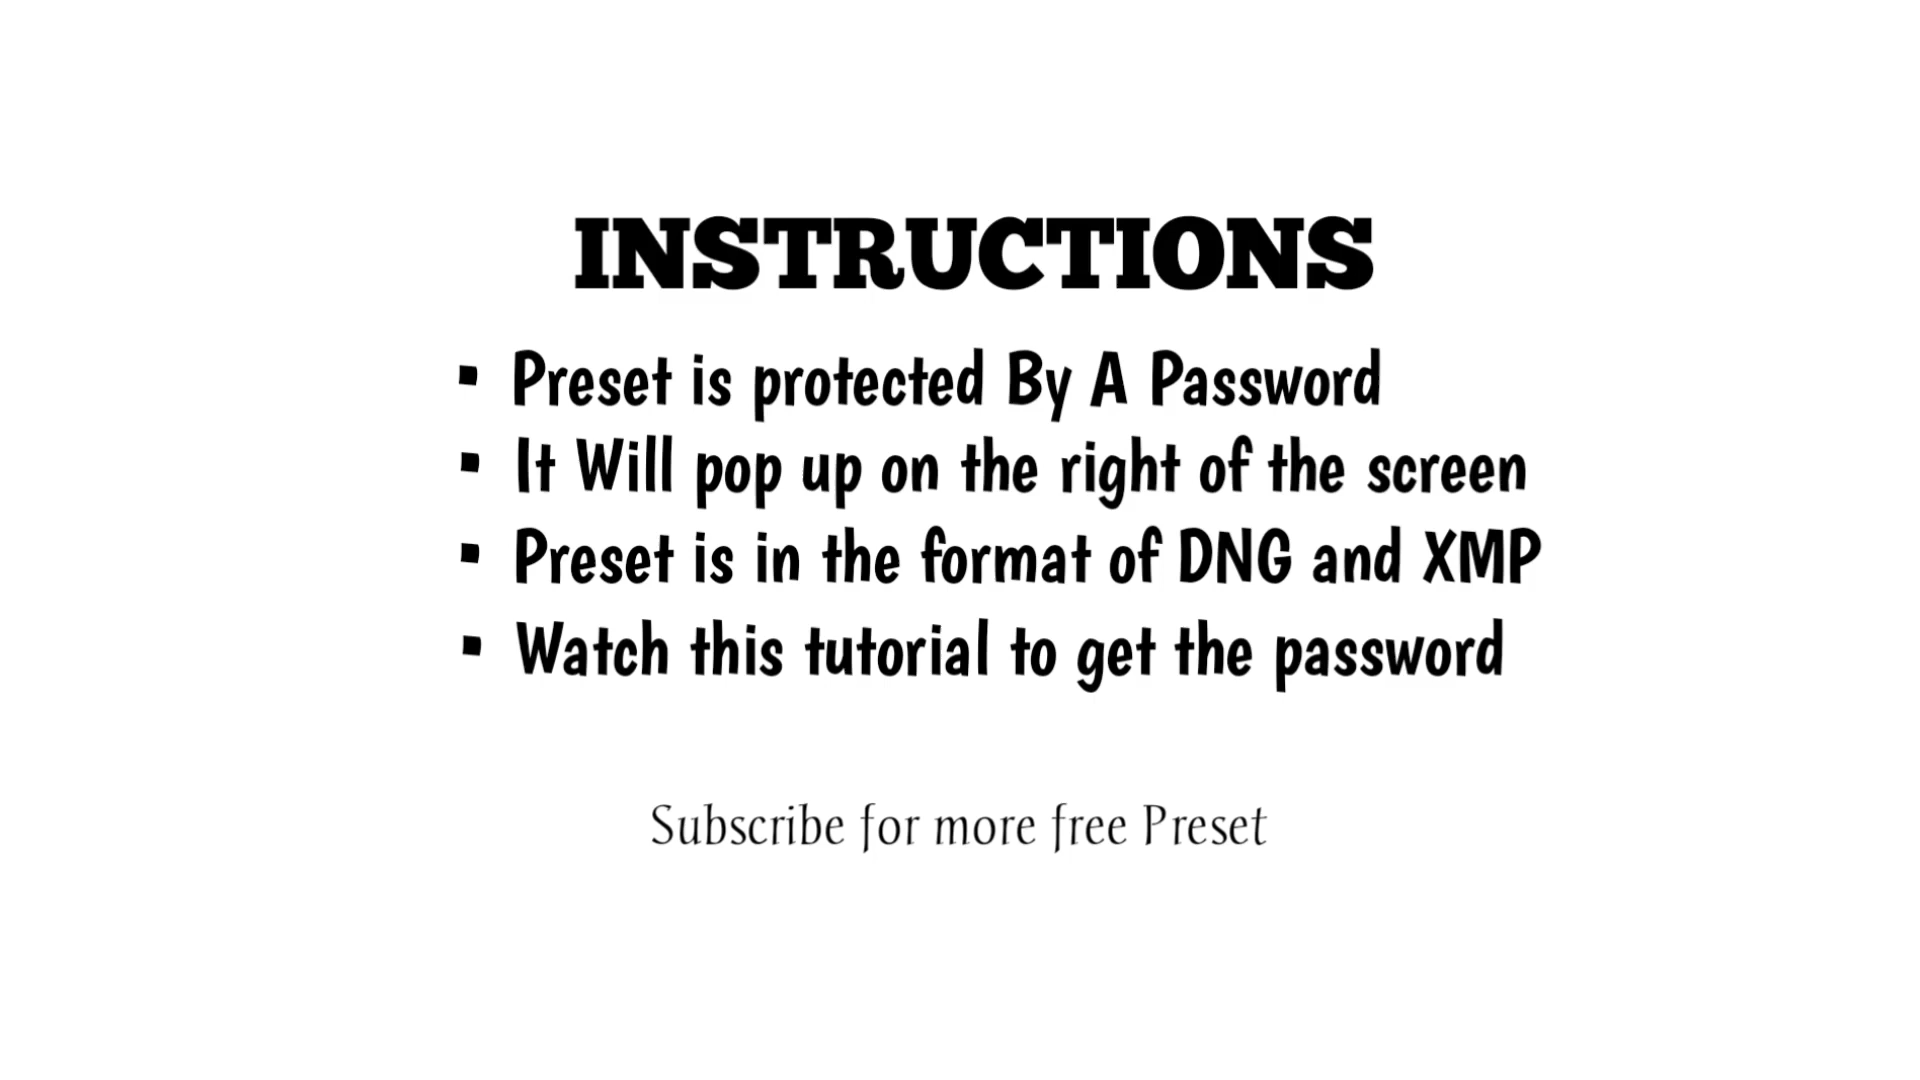 INSTRUCTIONS
▪ Preset is protected By A Password
▪ It Will pop up on the right of the screen
▪ Preset is in the format of DNG and XMP
▪ Watch this tutorial to get the password
Subscribe for more free Preset